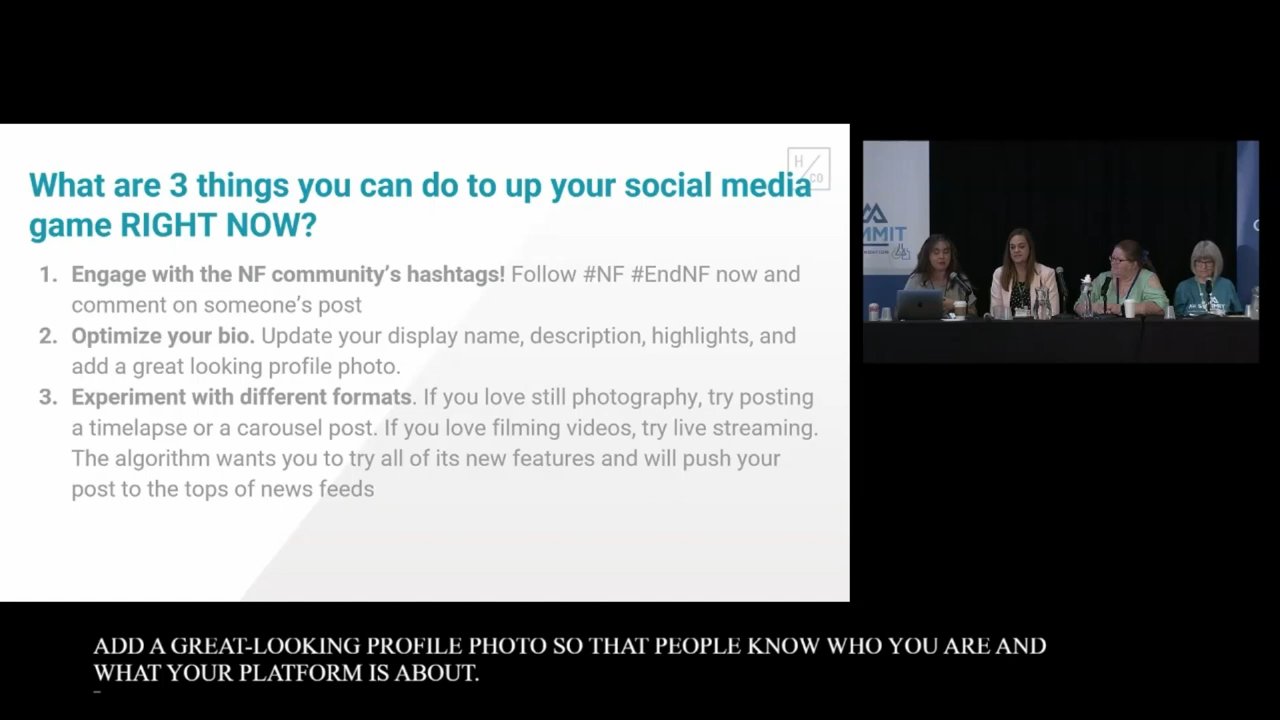 H
CO
What are 3 things you can do to up your social media
game RIGHT NOW?
1. Engage with the NF community's hashtags! Follow #NF #EndNF now and
comment on someone's post
2. Optimize your bio. Update your display name, description, highlights, and
add a great looking profile photo.
3. Experiment with different formats. If you love still photography, try posting
a timelapse or a carousel post. If you love filming videos, try live streaming.
The algorithm wants you to try all of its new features and will push your
post to the tops of news feeds
MMIT
ADD A GREAT-LOOKING PROFILE PHOTO SO THAT PEOPLE KNOW WHO YOU ARE AND
WHAT YOUR PLATFORM IS ABOUT.